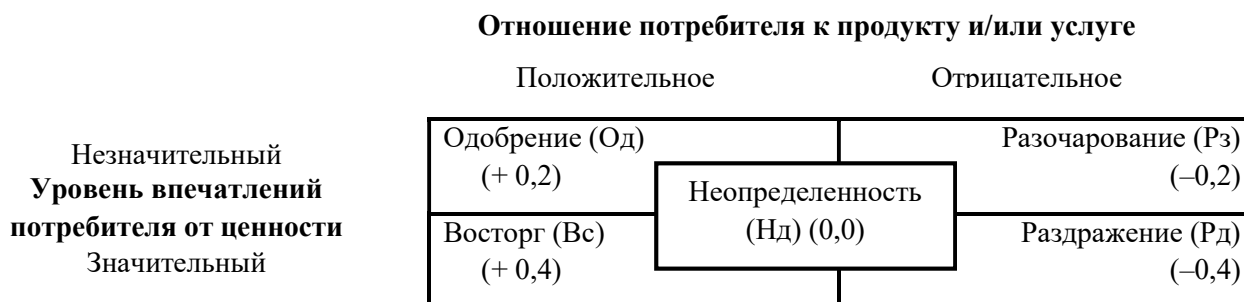 Отношение потребителя к продукту и/или услуге
Положительное Отрицательное
Незначительный
Уровень впечатлений
потребителя от ценности
Значительный
Одобрение (Од)
(+ 0,2)
Разочарование (Рз)
(–0,2)
Неопределенность
(Нд) (0,0)
Восторг (Вс)
(+ 0,4)
Раздражение (Рд)
(–0,4)